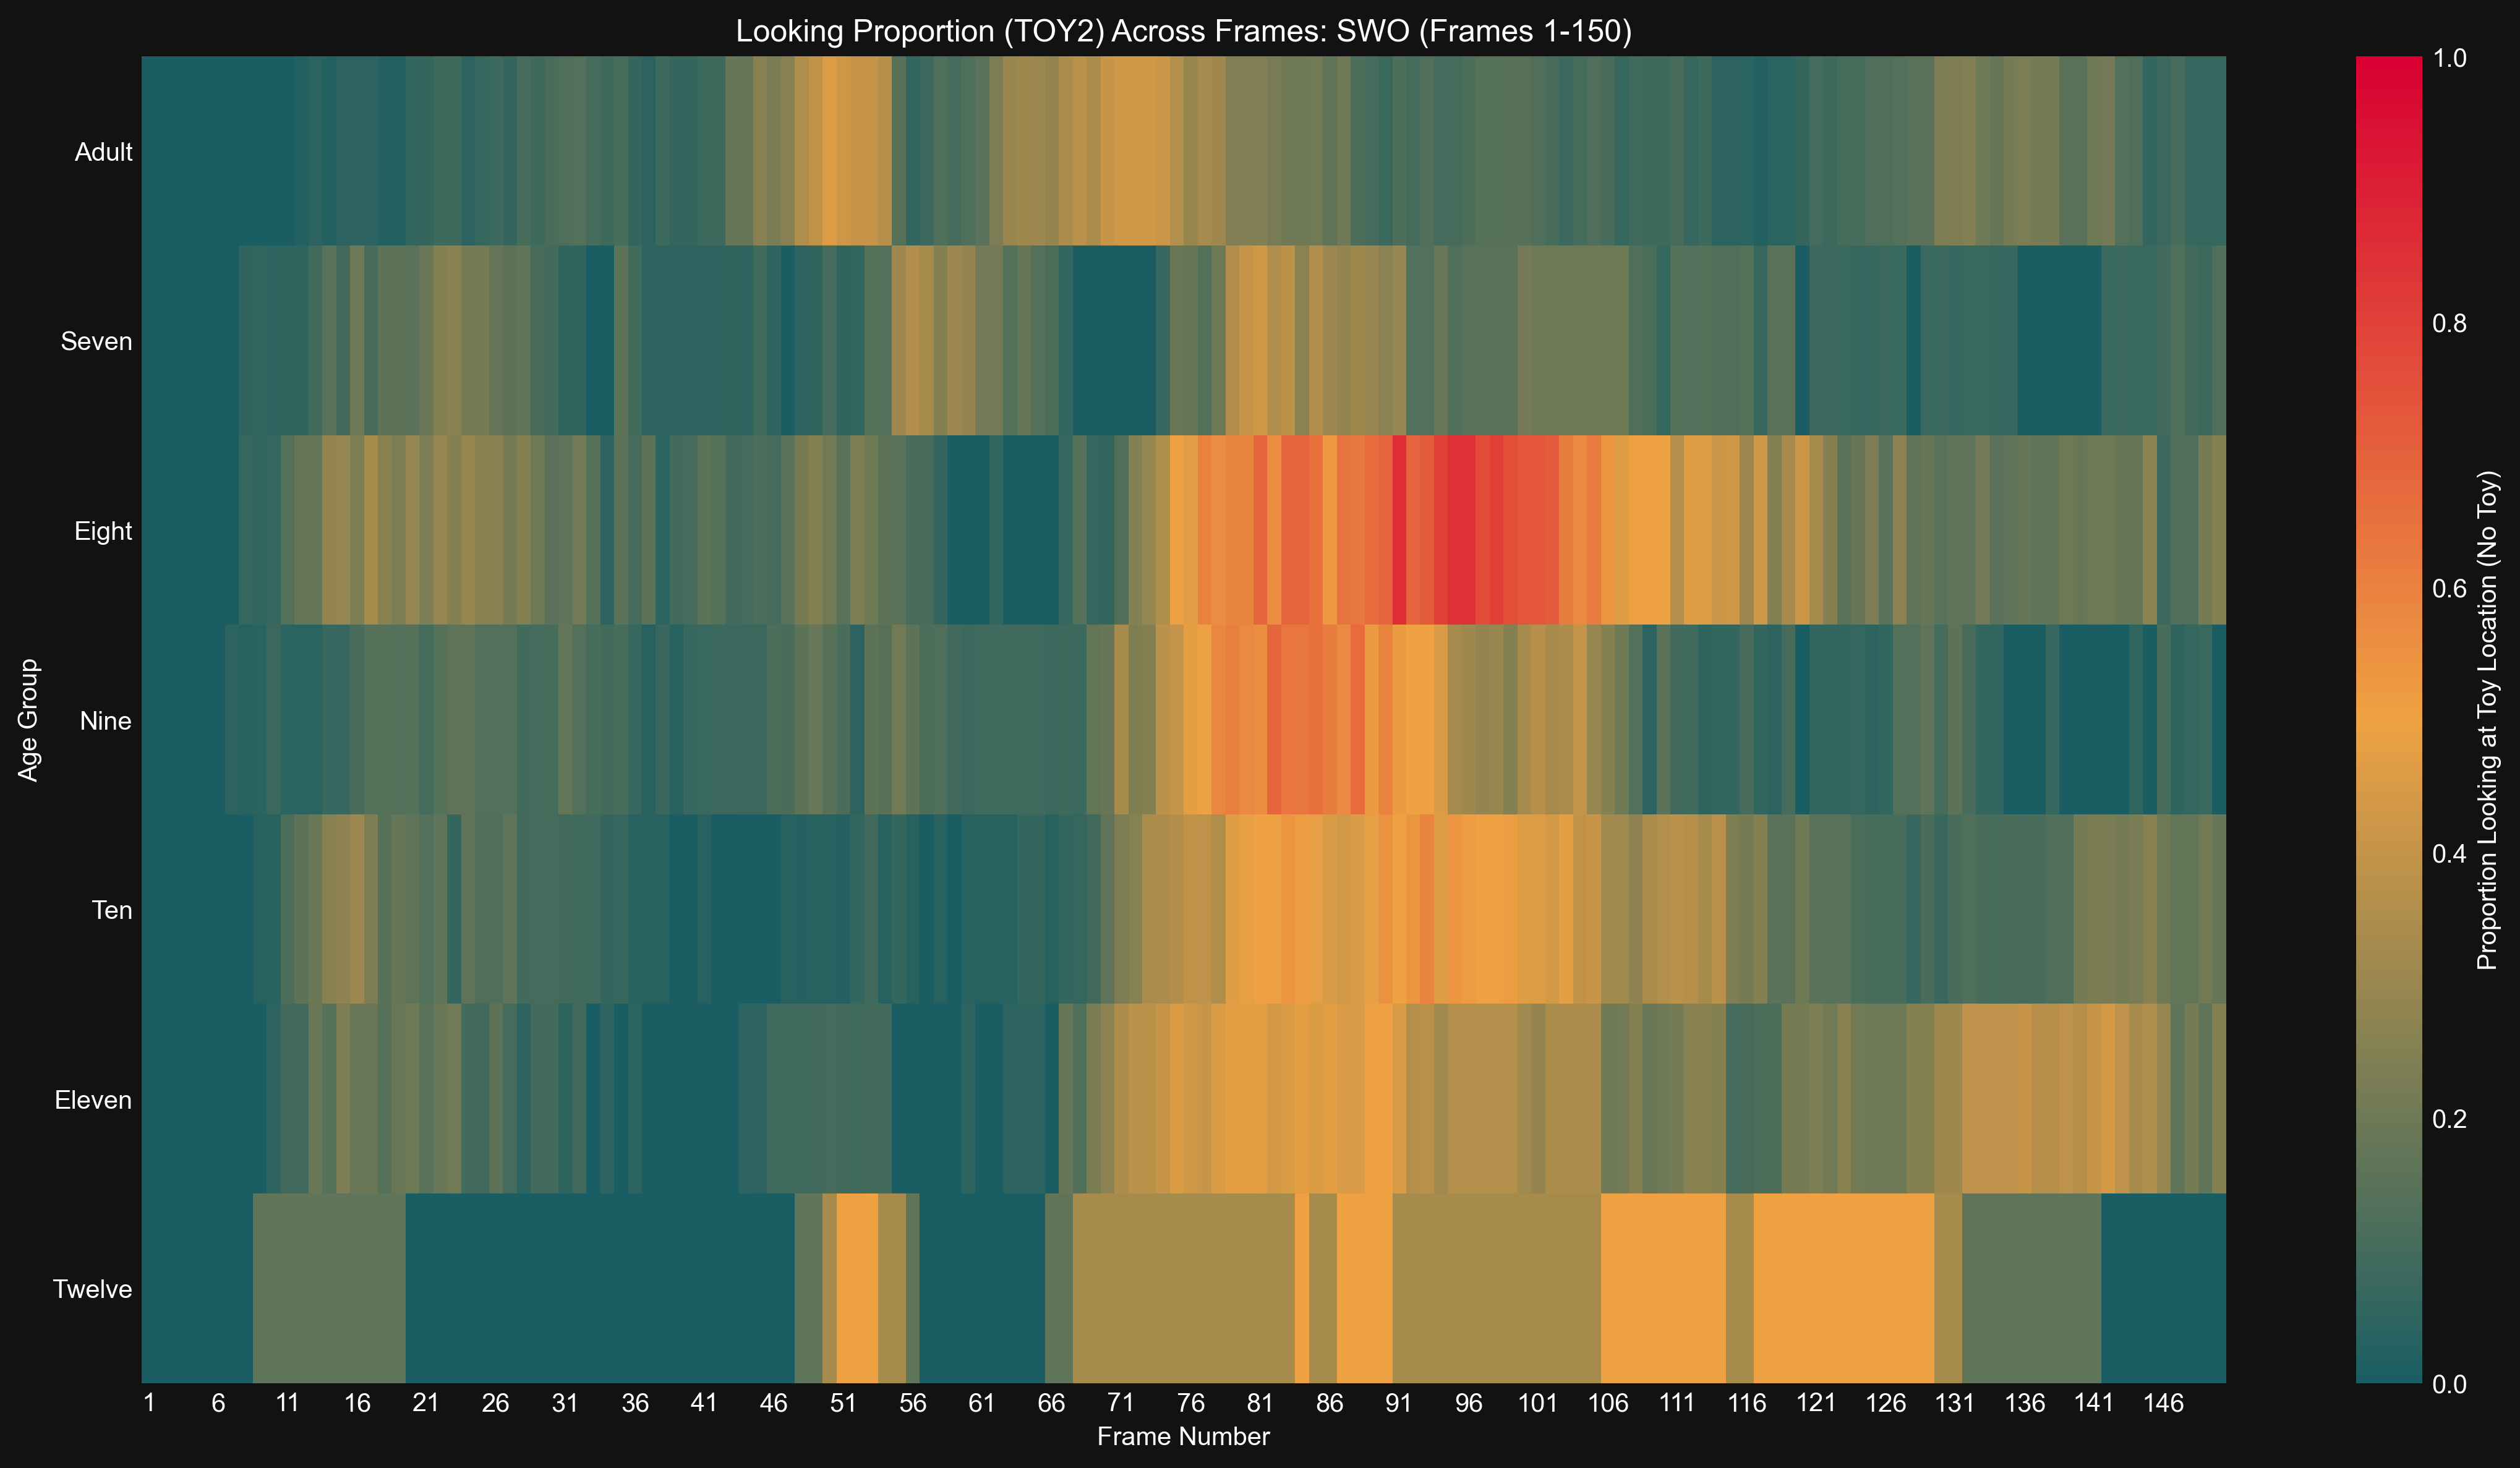 Looking Proportion (TOY2) Across Frames: SWO (Frames 1-150)
Age Group
Adult
Seven
Eight
Nine
Ten
Eleven
Twelve
1 6 11 16 21 26 31 36 41 46 51 56 61 66 71 76 81 86 91 96 101 106 111 116 121 126 131 136 141 146
Frame Number
1.0
0.8
0.6
0.4
0.2
0.0
Proportion Looking at Toy Location (No Toy)